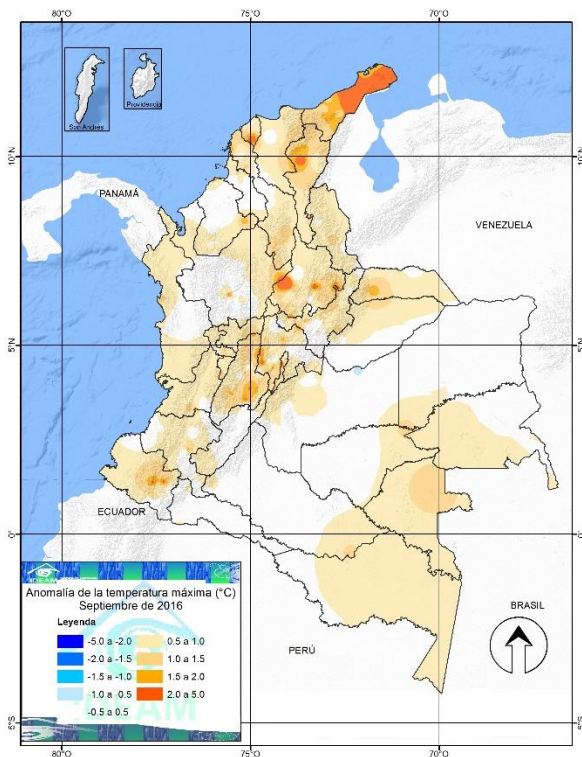 80°O 75°O 70°O
San Andrés
Providencia
10°N 10°N
PANAMÁ
VENEZUELA
5°N 5°N
ECUADOR
0° 0°
IDEAM
Anomalía de la temperatura máxima (°C)
Septiembre de 2016
Leyenda
-5.0 a -2.0 0.5 a 1.0
-2.0 a -1.5 1.0 a 1.5
-1.5 a -1.0 1.5 a 2.0
1.0 a 0.5 2.0 a 5.0
-0.5 a 0.5
IDEAM
BRASIL
PERÚ
5°S 5°S
80°O 75°O 70°O